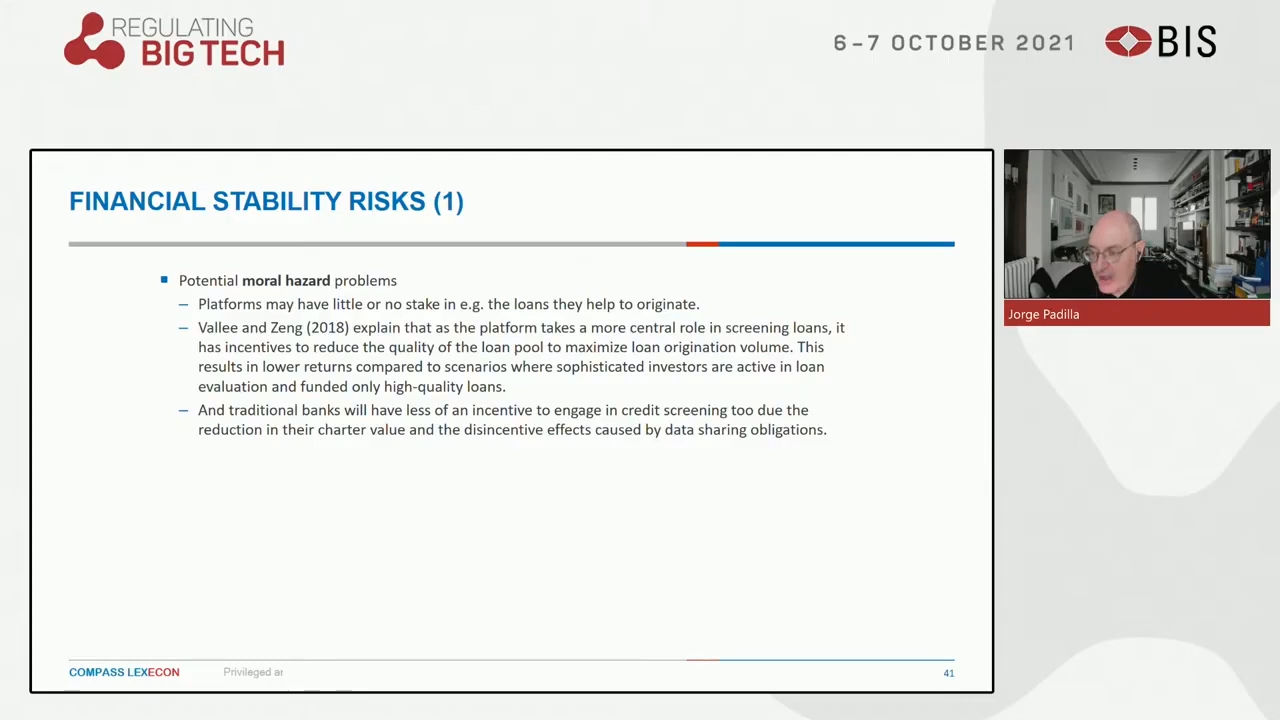 REGULATING
BIG TECH
6–7 OCTOBER 2021
BIS
FINANCIAL STABILITY RISKS (1)
Potential moral hazard problems
– Platforms may have little or no stake in e.g. the loans they help to originate.
– Vallee and Zeng (2018) explain that as the platform takes a more central role in screening loans, it
has incentives to reduce the quality of the loan pool to maximize loan origination volume. This
results in lower returns compared to scenarios where sophisticated investors are active in loan
evaluation and funded only high-quality loans.
– And traditional banks will have less of an incentive to engage in credit screening too due the
reduction in their charter value and the disincentive effects caused by data sharing obligations.
Jorge Padilla
COMPASS LEXECON
Privileged
41